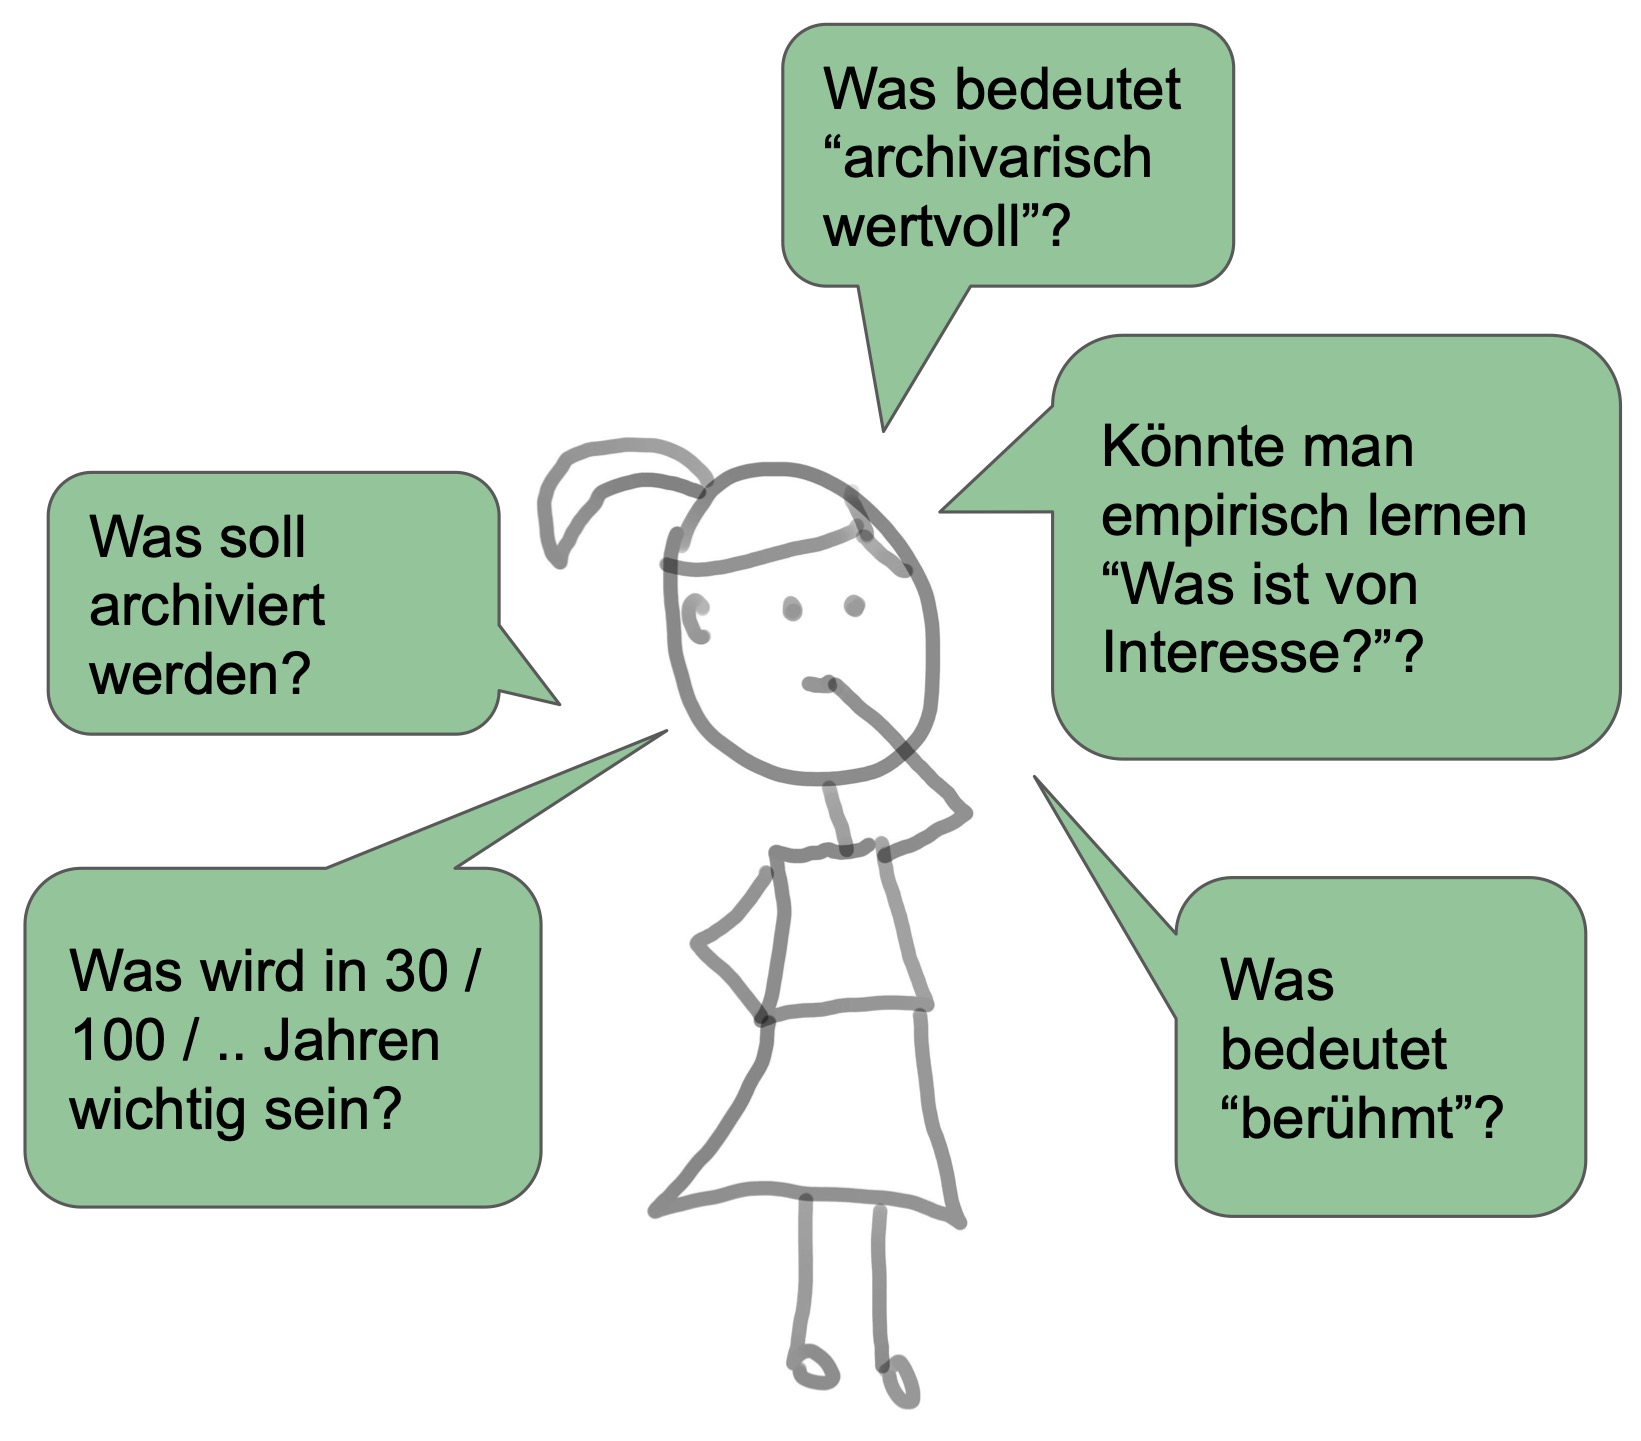 Was bedeutet
“archivarisch
wertvoll”?
Könnte man
empirisch lernen
“Was ist von
Interesse?”?
Was soll
archiviert
werden?
Was wird in 30 /
100 / .. Jahren
wichtig sein?
Was
bedeutet
“berühmt”?